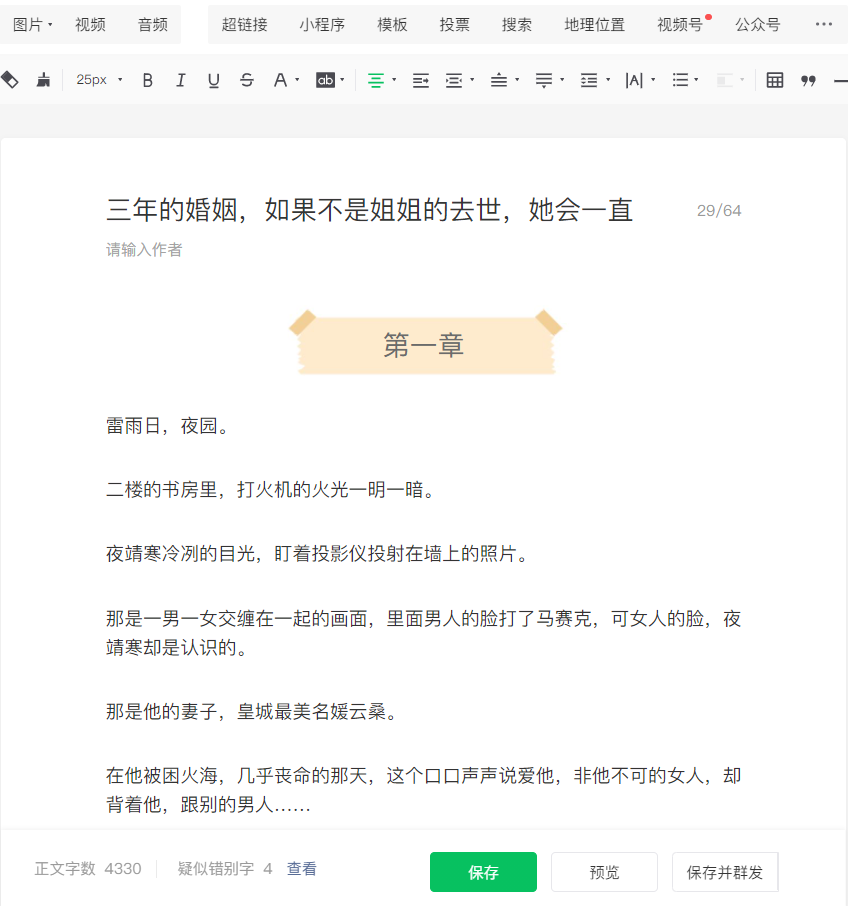 图片 视频 音频 超链接 小程序 模板 投票 搜索 地理位置 视频号 公众号 ···
25px B I U S A ab |A|
三年的婚姻，如果不是姐姐的去世，她会一直 29/64
请输入作者
第一章
雷雨日，夜园。
二楼的书房里，打火机的火光一明一暗。
夜靖寒冷冽的目光，盯着投影仪投射在墙上的照片。
那是一男一女交缠在一起的画面，里面男人的脸打了马赛克，可女人的脸，夜
靖寒却是认识的。
那是他的妻子，皇城最美名媛云桑。
在他被困火海，几乎丧命的那天，这个口口声声说爱他，非他不可的女人，却
背着他，跟别的男人……
正文字数 4330 疑似错别字 4 查看 保存 预览 保存并群发